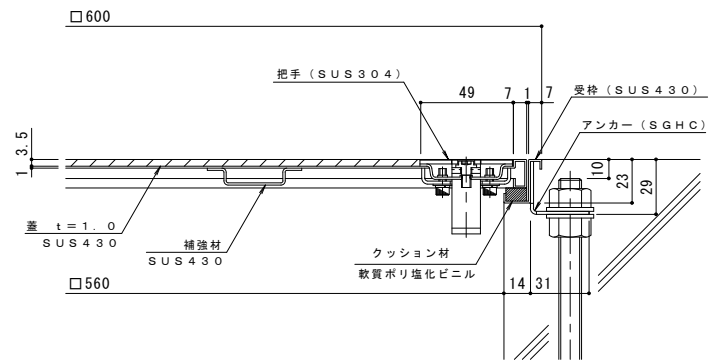 □600
把手（ＳＵＳ３０４）
49
7
1
7
受枠（ＳＵＳ４３０）
アンカー（ＳＧＨＣ）
3.5
1
10
23
29
蓋　ｔ＝１．０
ＳＵＳ４３０
補強材
ＳＵＳ４３０
クッション材
軟質ポリ塩化ビニル
□560
14
31